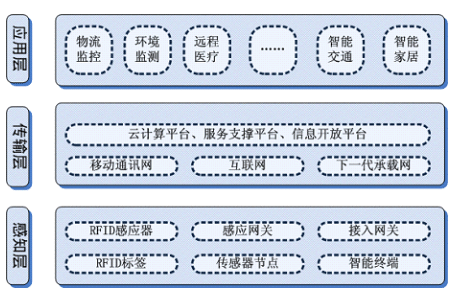 应用层
物流监控
环境监测
远程医疗
......
智能交通
智能家居
传输层
云计算平台、服务支撑平台、信息开放平台
移动通讯网
互联网
下一代承载网
感知层
RFID感应器
感应网关
接入网关
RFID标签
传感器节点
智能终端